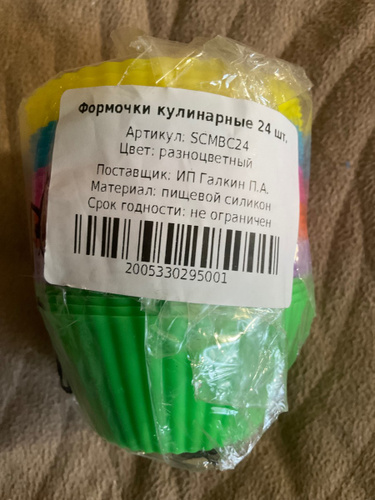 Формочки кулинарные 24 шт.
Артикул: SCMBC24
Цвет: разноцветный
Поставщик: ИП Галкин П.А.
Материал: пищевой силикон
Срок годности: не ограничен
2005330295001